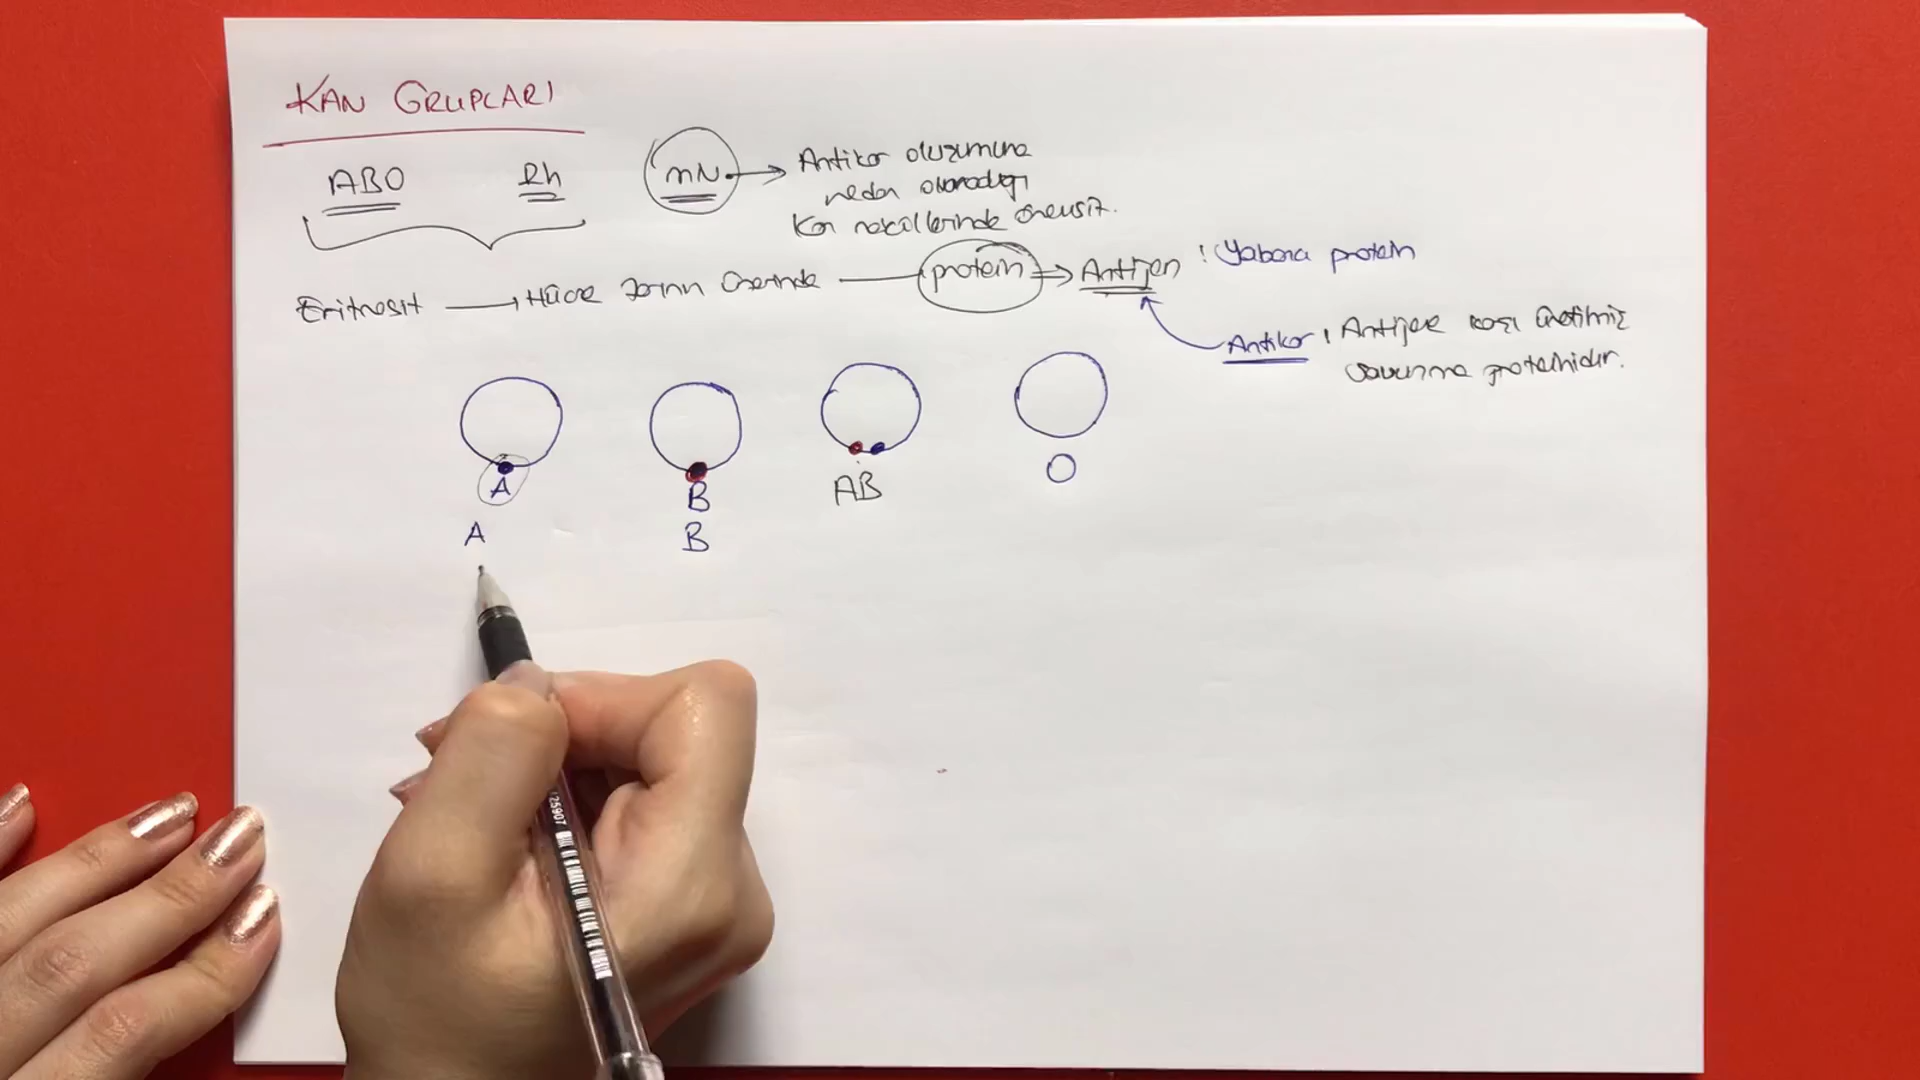 KAN GRUPLARI
ABO Rh MN → Antikor oluşumuna
neden olmadığı
Kan nakillerinde önemsiz.
Eritrosit → Hücre zarının üzerinde — protein ⇒ Antijen : Yabancı protein
Antikor : Antijene karşı üretilmiş
savunma proteinidir.
A B AB O
A B
25907